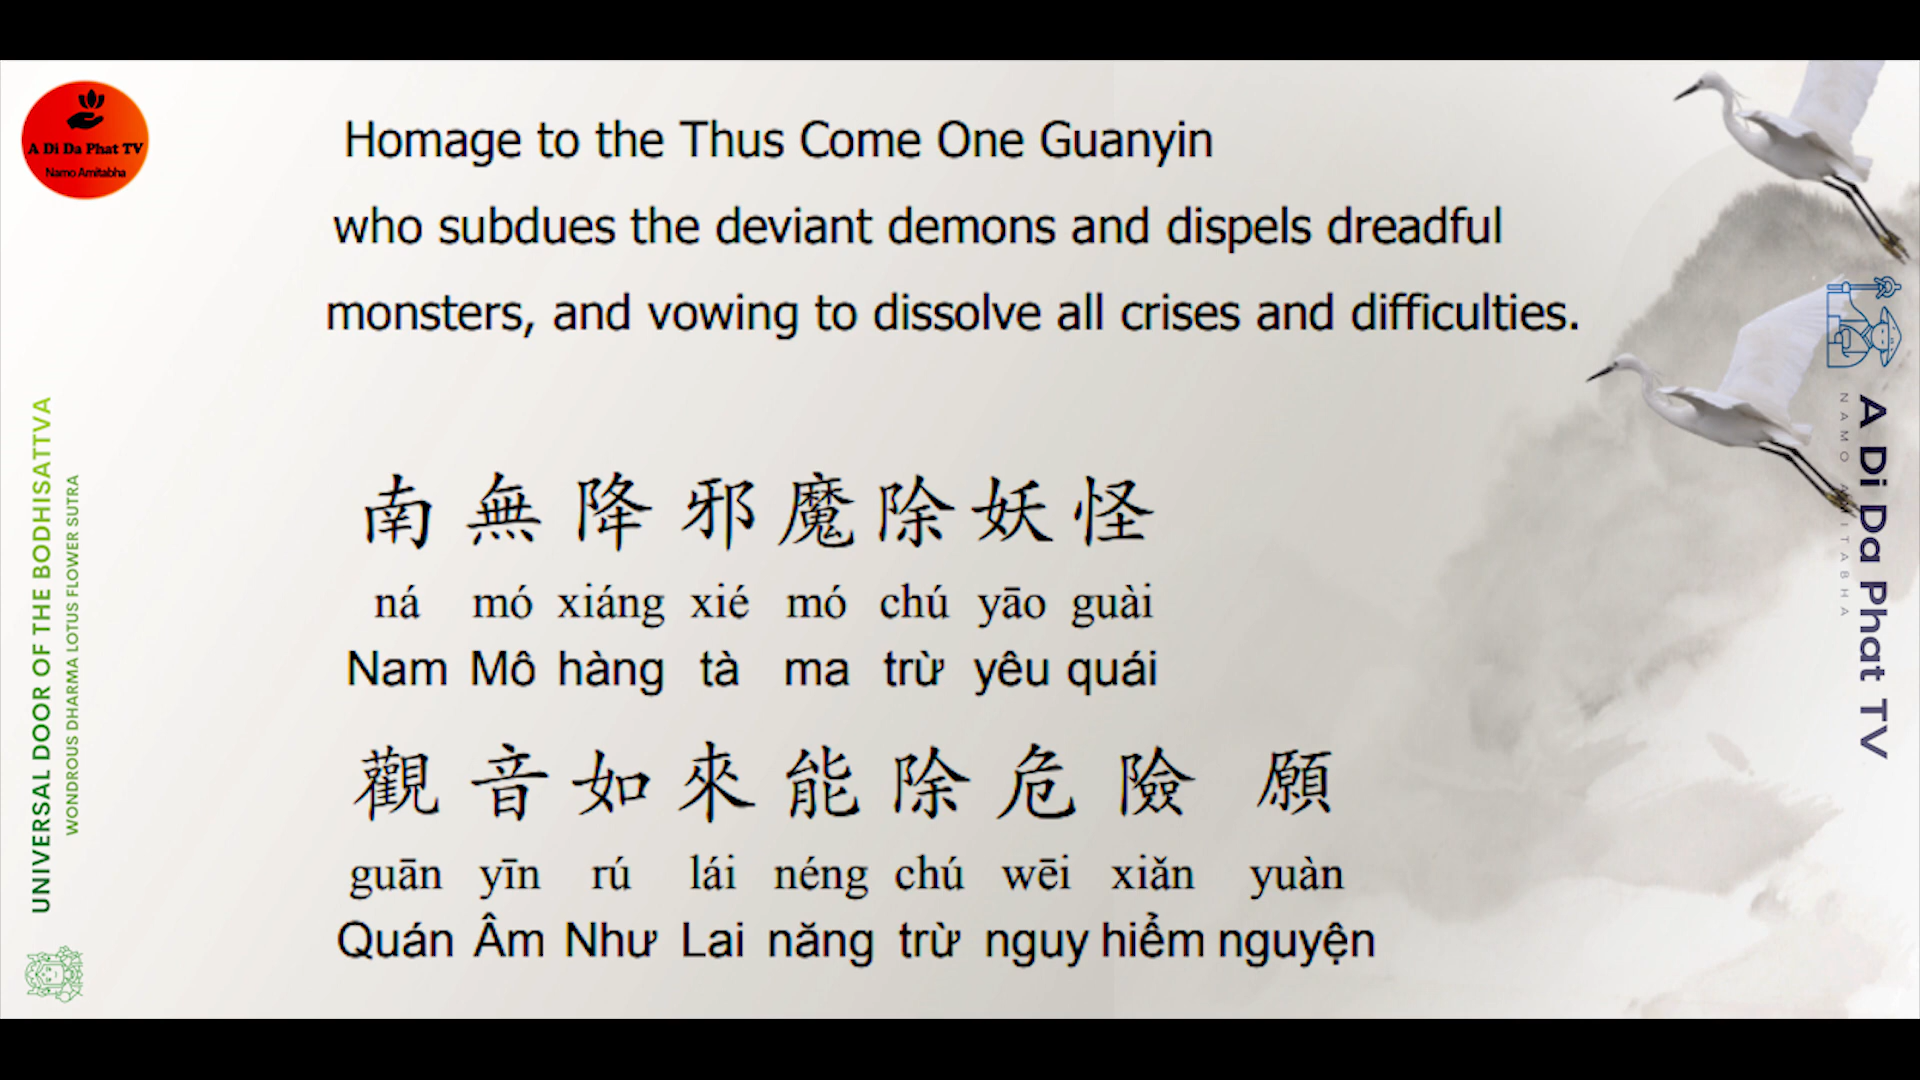 A Di Da Phat TV
Namo Amitabha
Homage to the Thus Come One Guanyin
who subdues the deviant demons and dispels dreadful
monsters, and vowing to dissolve all crises and difficulties.
南 無 降 邪 魔 除 妖 怪
ná mó xiáng xié mó chú yāo guài
Nam Mô hàng tà ma trừ yêu quái
觀 音 如 來 能 除 危 險 願
guān yīn rú lái néng chú wēi xiǎn yuàn
Quán Âm Như Lai năng trừ nguy hiểm nguyện
UNIVERSAL DOOR OF THE BODHISATTVA
WONDROUS DHARMA LOTUS FLOWER SUTRA
A Di Da Phat TV
NAMO AMITABHA